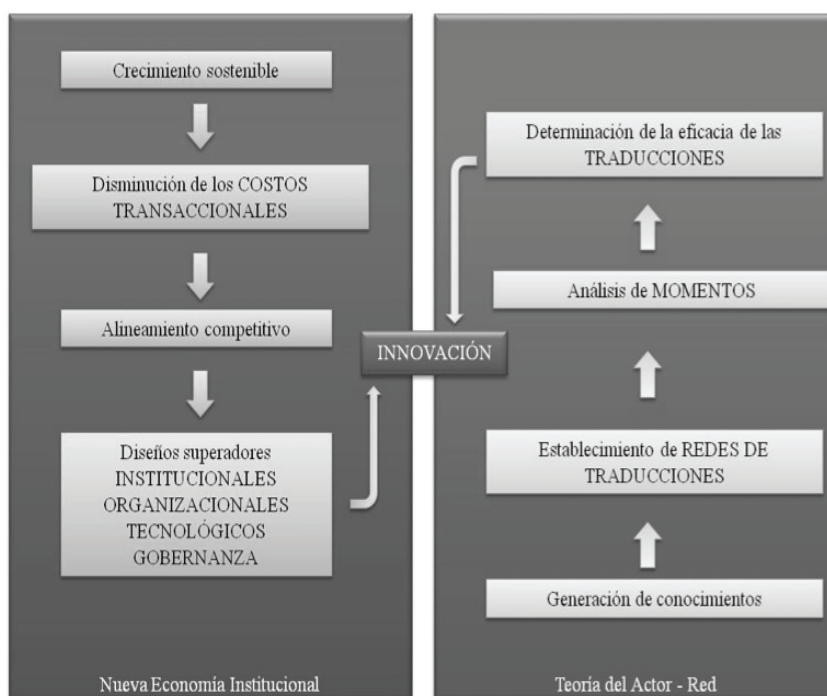 Crecimiento sostenible
Disminución de los COSTOS
TRANSACCIONALES
Alineamiento competitivo
Diseños superadores
INSTITUCIONALES
ORGANIZACIONALES
TECNOLÓGICOS
GOBERNANZA
Nueva Economía Institucional
INNOVACIÓN
Determinación de la eficacia de las
TRADUCCIONES
Análisis de MOMENTOS
Establecimiento de REDES DE
TRADUCCIONES
Generación de conocimientos
Teoría del Actor - Red